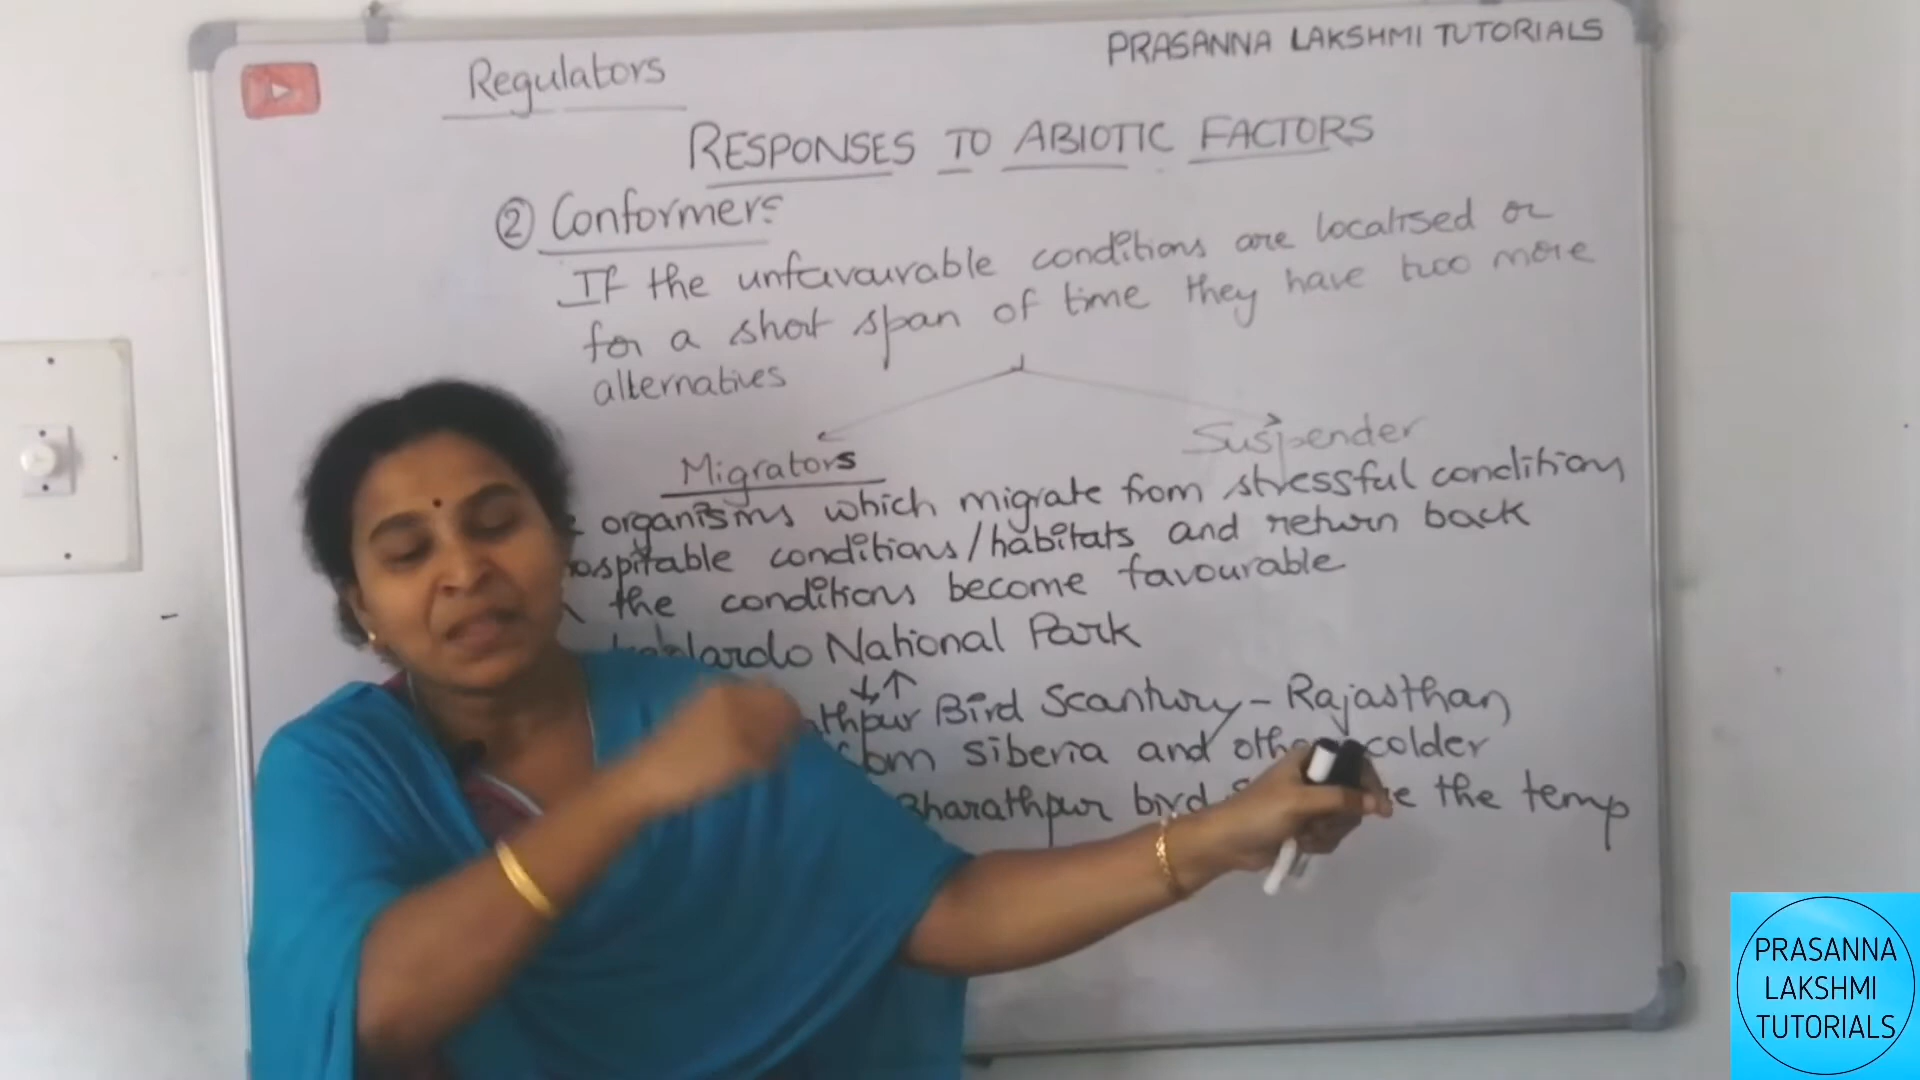 PRASANNA LAKSHMI TUTORIALS
Regulators
RESPONSES TO ABIOTIC FACTORS
② Conformers
If the unfavourable conditions are localised or
for a short span of time they have two more
alternatives
Migrators
Suspender
organisms which migrate from stressful condition
ospitable conditions/habitats and return back
the conditions become favourable
National Park
↓↑
athpur Bird Scantury - Rajasthan
Siberia and other colder
Bharathpur bird the temp
PRASANNA
LAKSHMI
TUTORIALS